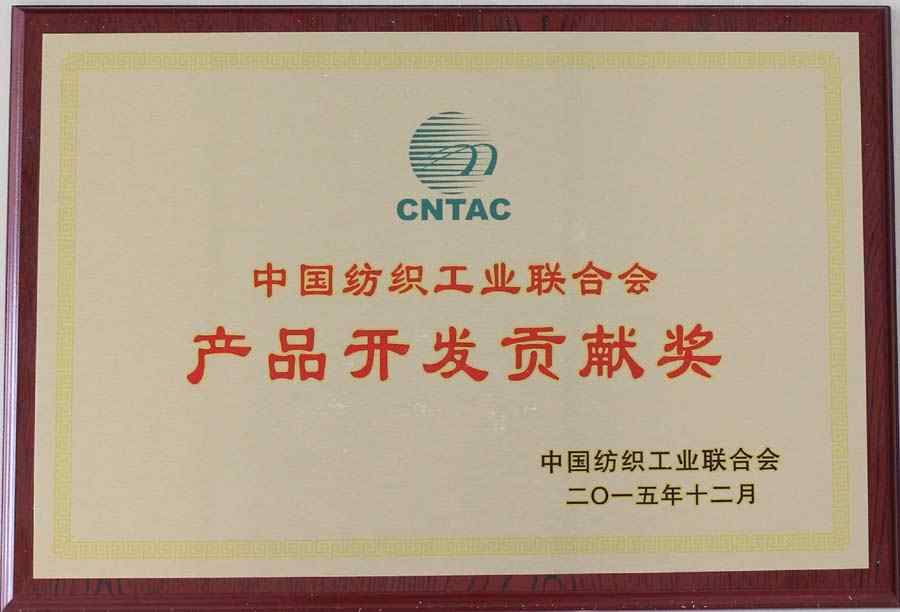 CNTAC
中国纺织工业联合会
产品开发贡献奖
中国纺织工业联合会
二〇一五年十二月